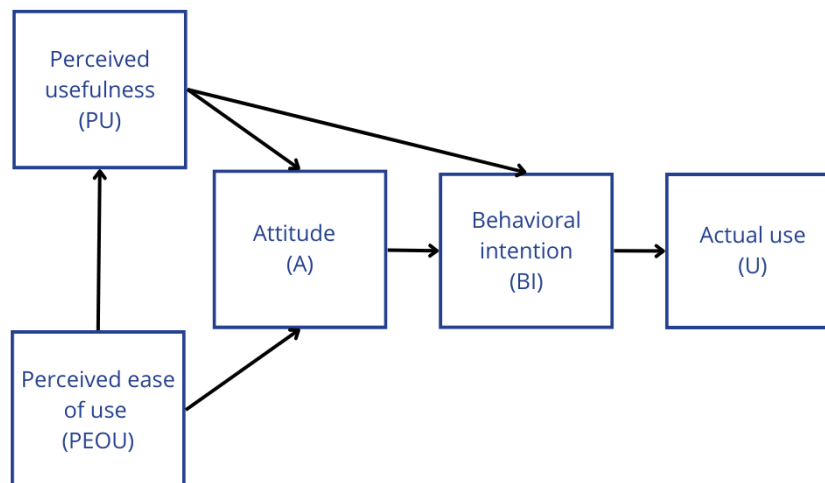 Perceived
usefulness
(PU)
Attitude
(A)
Behavioral
intention
(BI)
Actual use
(U)
Perceived ease
of use
(PEOU)